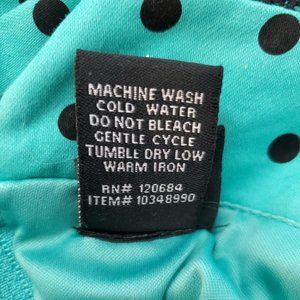 MACHINE WASH
COLD WATER
DO NOT BLEACH
GENTLE CYCLE
TUMBLE DRY LOW
WARM IRON
RN# 120684
ITEM# 10348990